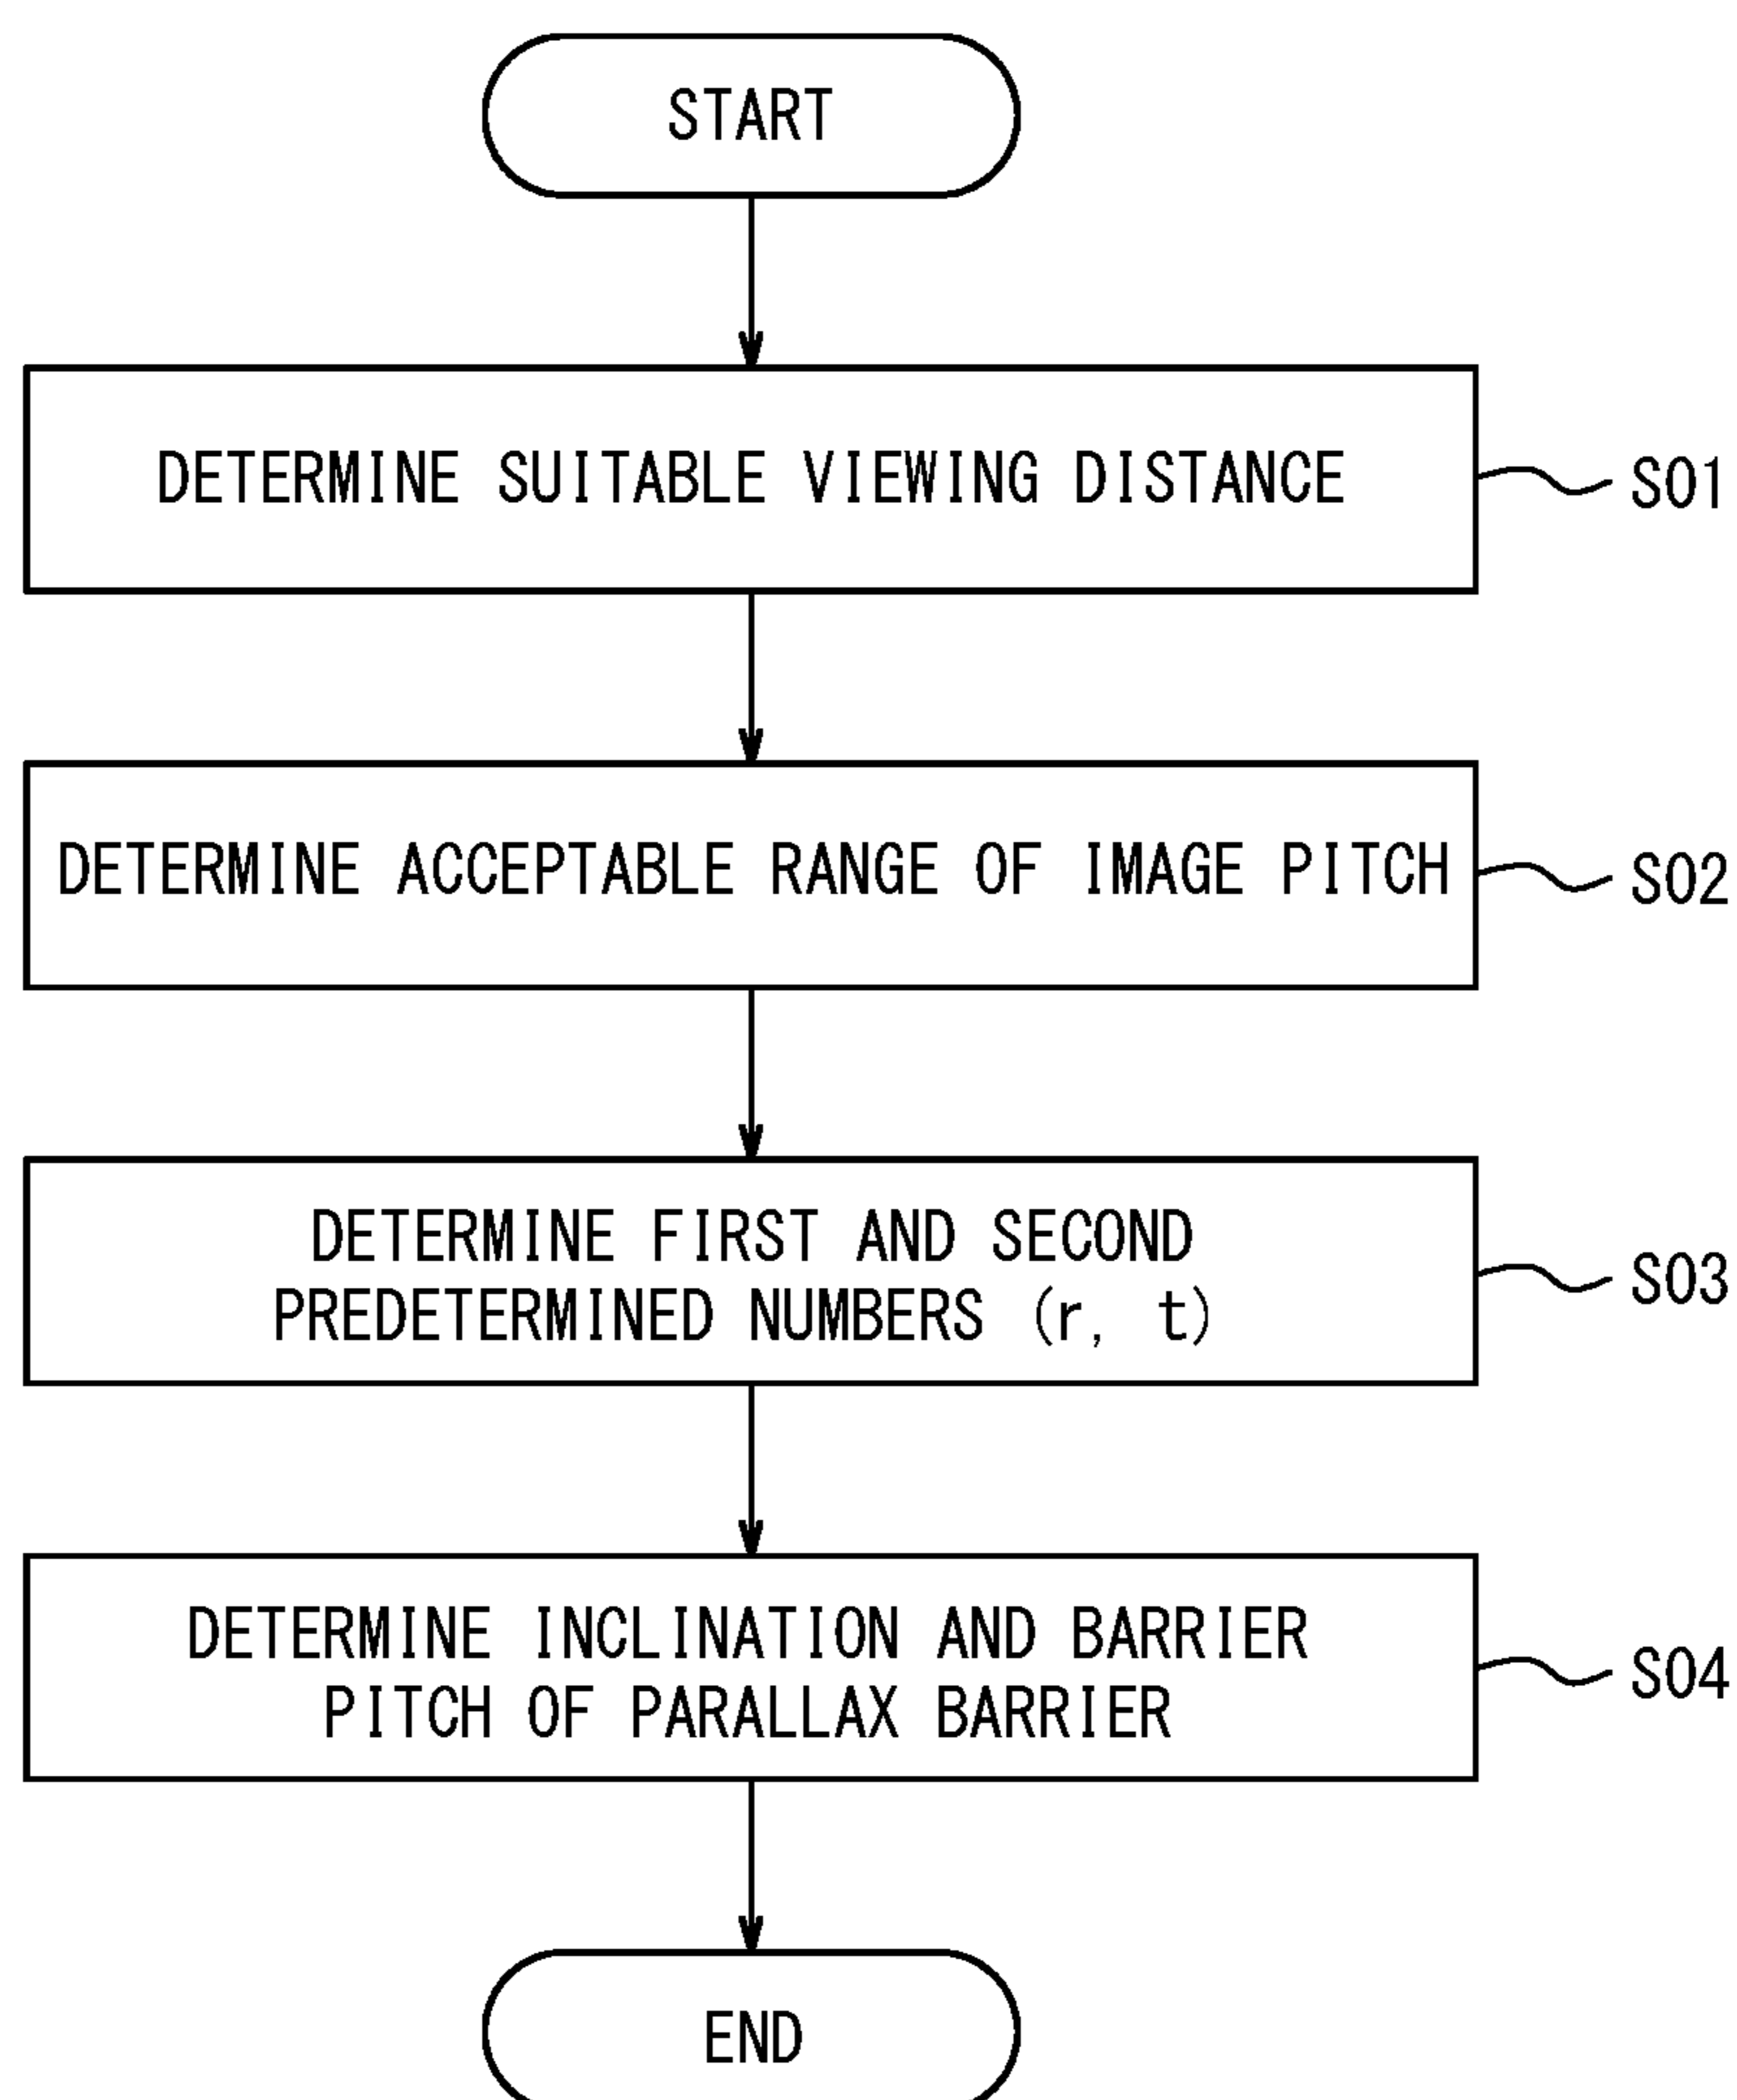 START
DETERMINE SUITABLE VIEWING DISTANCE
S01
DETERMINE ACCEPTABLE RANGE OF IMAGE PITCH
S02
DETERMINE FIRST AND SECOND
PREDETERMINED NUMBERS (r, t)
S03
DETERMINE INCLINATION AND BARRIER
PITCH OF PARALLAX BARRIER
S04
END